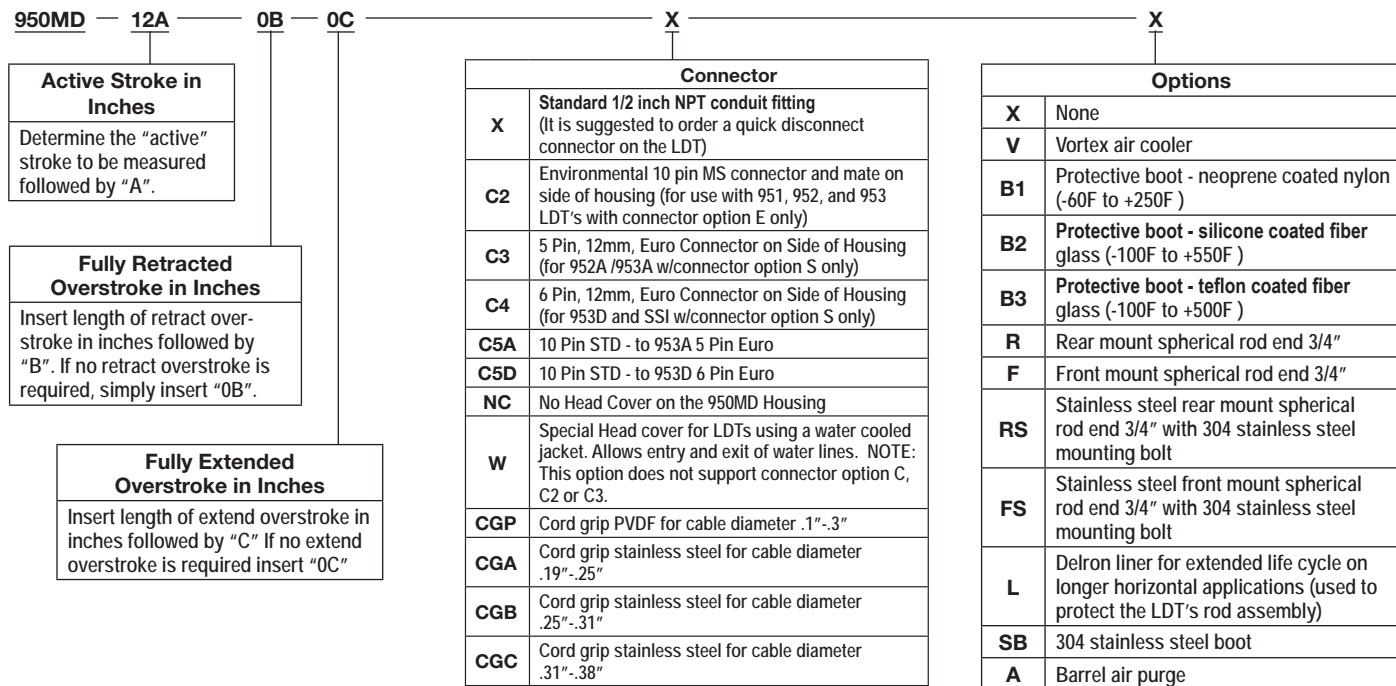 950MD — 12A — 0B — 0C — X — X
Active Stroke in
Inches
Determine the “active”
stroke to be measured
followed by “A”.
Fully Retracted
Overstroke in Inches
Insert length of retract over-
stroke in inches followed by
“B”. If no retract overstroke is
required, simply insert “0B”.
Fully Extended
Overstroke in Inches
Insert length of extend overstroke in
inches followed by “C” If no extend
overstroke is required insert “0C”
Connector
X Standard 1/2 inch NPT conduit fitting
(It is suggested to order a quick disconnect
connector on the LDT)
C2 Environmental 10 pin MS connector and mate on
side of housing (for use with 951, 952, and 953
LDT's with connector option E only)
C3 5 Pin, 12mm, Euro Connector on Side of Housing
(for 952A /953A w/connector option S only)
C4 6 Pin, 12mm, Euro Connector on Side of Housing
(for 953D and SSI w/connector option S only)
C5A 10 Pin STD - to 953A 5 Pin Euro
C5D 10 Pin STD - to 953D 6 Pin Euro
NC No Head Cover on the 950MD Housing
W Special Head cover for LDTs using a water cooled
jacket. Allows entry and exit of water lines. NOTE:
This option does not support connector option C,
C2 or C3.
CGP Cord grip PVDF for cable diameter .1”-.3”
CGA Cord grip stainless steel for cable diameter
.19”-.25”
CGB Cord grip stainless steel for cable diameter
.25”-.31”
CGC Cord grip stainless steel for cable diameter
.31”-.38”
Options
X None
V Vortex air cooler
B1 Protective boot - neoprene coated nylon
(-60F to +250F )
B2 Protective boot - silicone coated fiber
glass (-100F to +550F )
B3 Protective boot - teflon coated fiber
glass (-100F to +500F )
R Rear mount spherical rod end 3/4”
F Front mount spherical rod end 3/4”
RS Stainless steel rear mount spherical
rod end 3/4” with 304 stainless steel
mounting bolt
FS Stainless steel front mount spherical
rod end 3/4” with 304 stainless steel
mounting bolt
L Delron liner for extended life cycle on
longer horizontal applications (used to
protect the LDT's rod assembly)
SB 304 stainless steel boot
A Barrel air purge